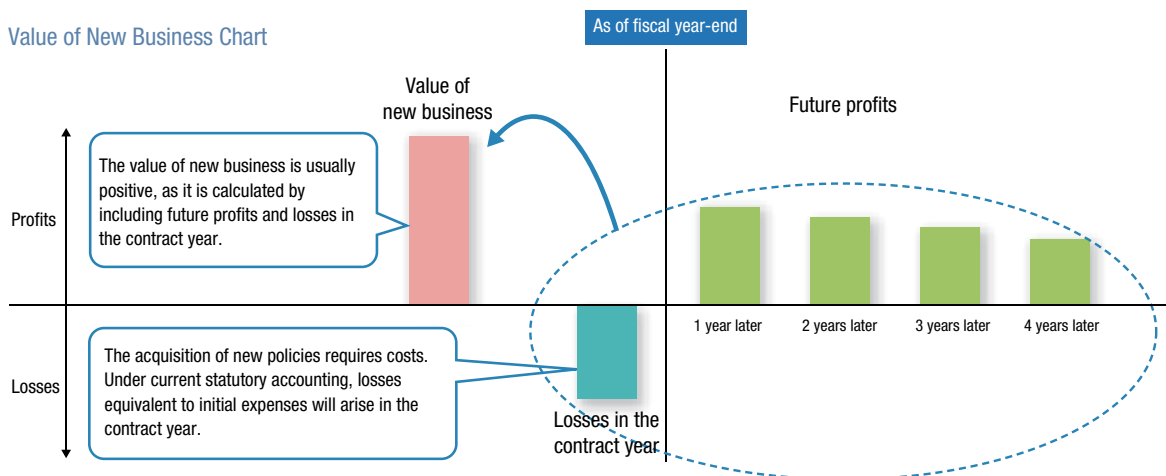 Value of New Business Chart
As of fiscal year-end
Value of
new business
Future profits
The value of new business is usually
positive, as it is calculated by
including future profits and losses in
the contract year.
Profits
1 year later
2 years later
3 years later
4 years later
The acquisition of new policies requires costs.
Under current statutory accounting, losses
equivalent to initial expenses will arise in the
contract year.
Losses
Losses in the
contract year